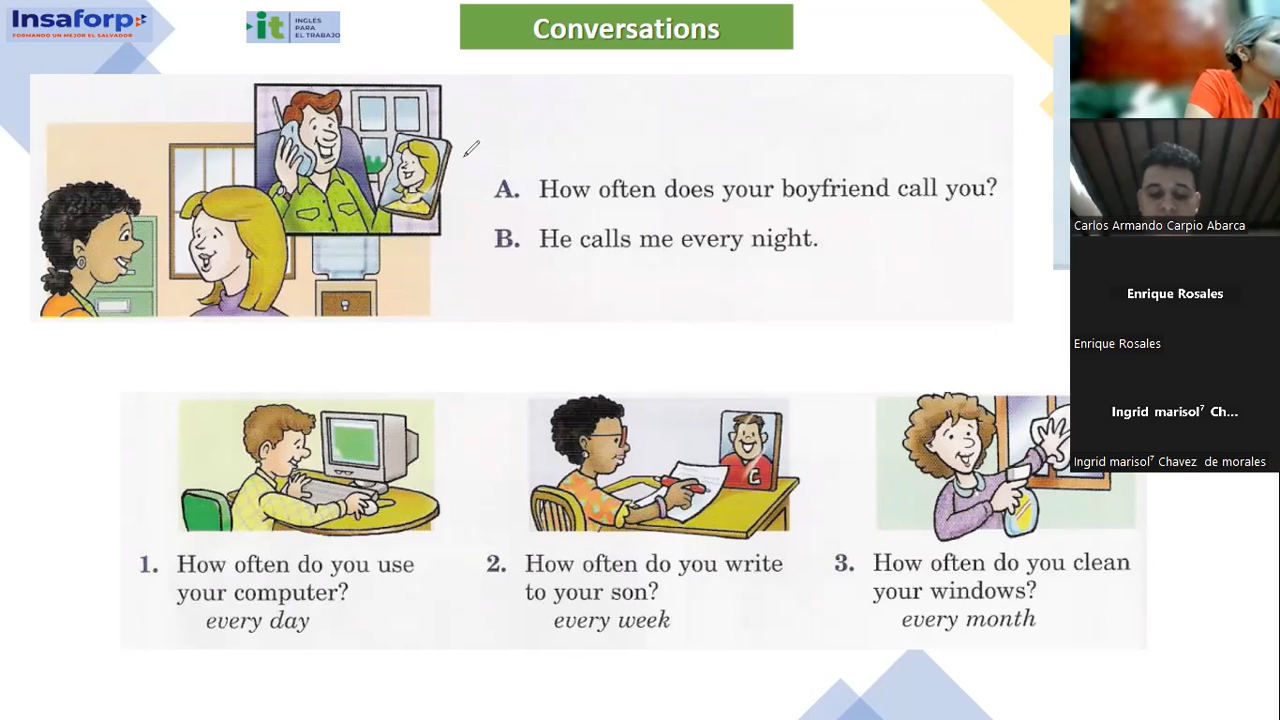 Insaforp
FORMANDO UN MEJOR EL SALVADOR
it
INGLÉS
PARA
EL TRABAJO
Conversations
A. How often does your boyfriend call you?
B. He calls me every night.
1. How often do you use
your computer?
every day
2. How often do you write
to your son?
every week
C
3. How often do you clean
your windows?
every month
Carlos Armando Carpio Abarca
Enrique Rosales
Enrique Rosales
Ingrid marisol⁷ Ch...
Ingrid marisol⁷ Chavez de morales